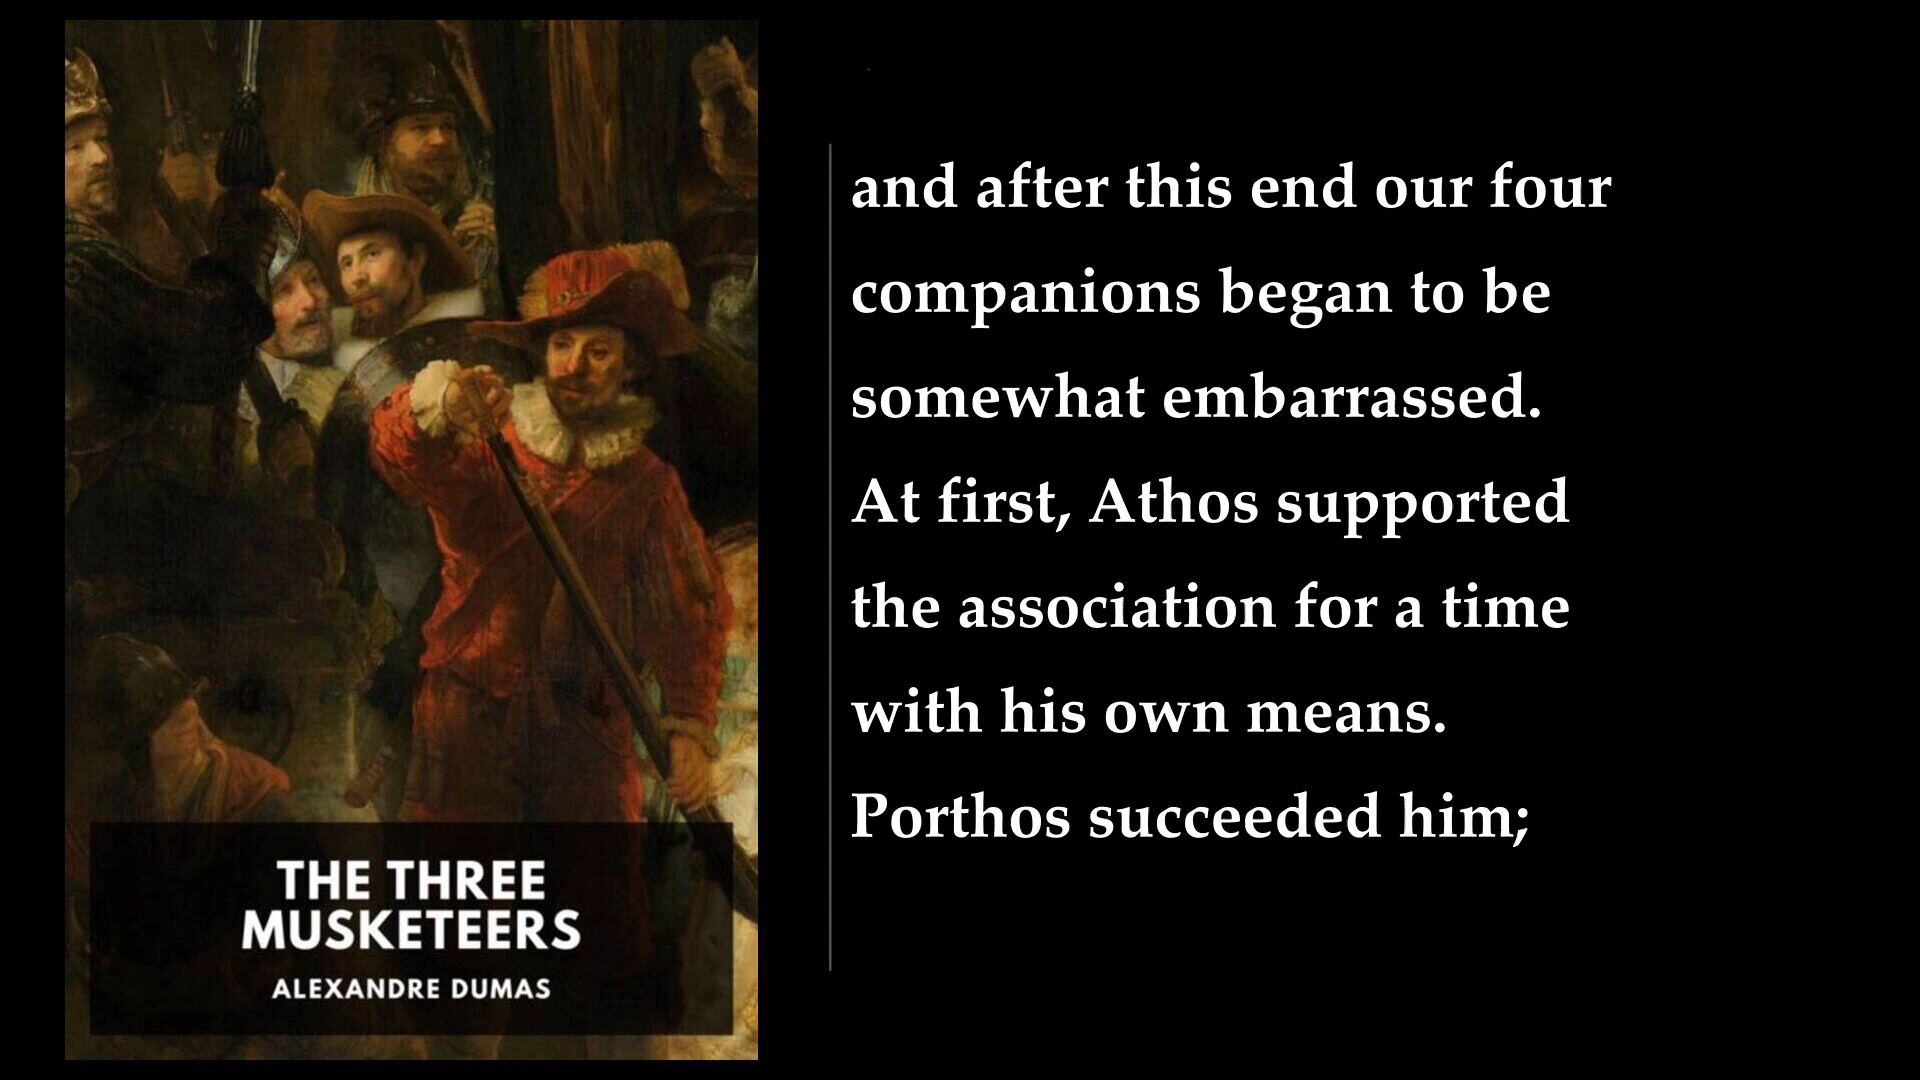 THE THREE
MUSKETEERS
ALEXANDRE DUMAS
and after this end our four
companions began to be
somewhat embarrassed.
At first, Athos supported
the association for a time
with his own means.
Porthos succeeded him;